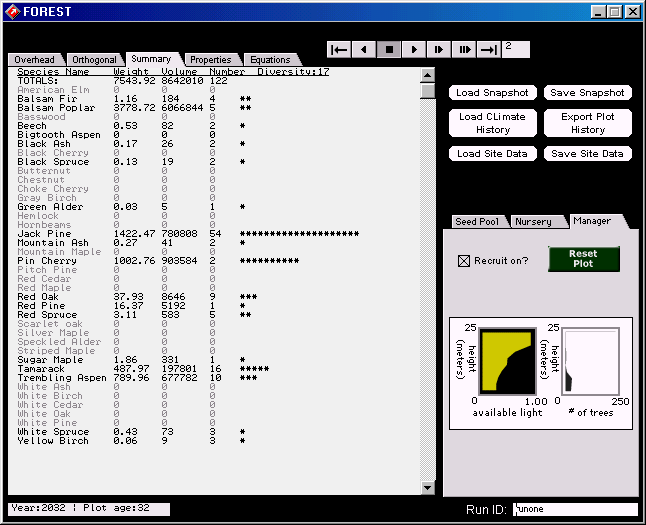 FOREST
Overhead Orthogonal Summary Properties Equations
2
Species Name Weight Volume Number Diversity:17
TOTALS: 7543.92 8642010 122
American Elm 0 0 0
Balsam Fir 1.16 184 4 **
Balsam Poplar 3778.72 6066844 5 **
Basswood 0 0 0
Beech 0.53 82 2 *
Bigtooth Aspen 0 0 0
Black Ash 0.17 26 2 *
Black Cherry 0 0 0
Black Spruce 0.13 19 2 *
Butternut 0 0 0
Chestnut 0 0 0
Choke Cherry 0 0 0
Gray Birch 0 0 0
Green Alder 0.03 5 1 *
Hemlock 0 0 0
Hornbeams 0 0 0
Jack Pine 1422.47 780808 54 ********************
Mountain Ash 0.27 41 2 *
Mountain Maple 0 0 0
Pin Cherry 1002.76 903584 2 **********
Pitch Pine 0 0 0
Red Cedar 0 0 0
Red Maple 0 0 0
Red Oak 37.93 8646 9 ***
Red Pine 16.37 5192 1 *
Red Spruce 3.11 583 5 **
Scarlet oak 0 0 0
Silver Maple 0 0 0
Speckled Alder 0 0 0
Striped Maple 0 0 0
Sugar Maple 1.86 331 1 *
Tamarack 487.97 197801 16 *****
Trembling Aspen 789.96 677782 10 ***
White Ash 0 0 0
White Birch 0 0 0
White Cedar 0 0 0
White Oak 0 0 0
White Pine 0 0 0
White Spruce 0.43 73 3 *
Yellow Birch 0.06 9 3 *
Load Snapshot Save Snapshot
Load CLimate History
Export Plot History
Load Site Data Save Site Data
Seed Pool Nursery Manager
Recruit on?
Reset Plot
25
height (meters)
0 1.00
available light
25
height (meters)
0 250
# of trees
Year:2032 | Plot age:32
Run ID: runone